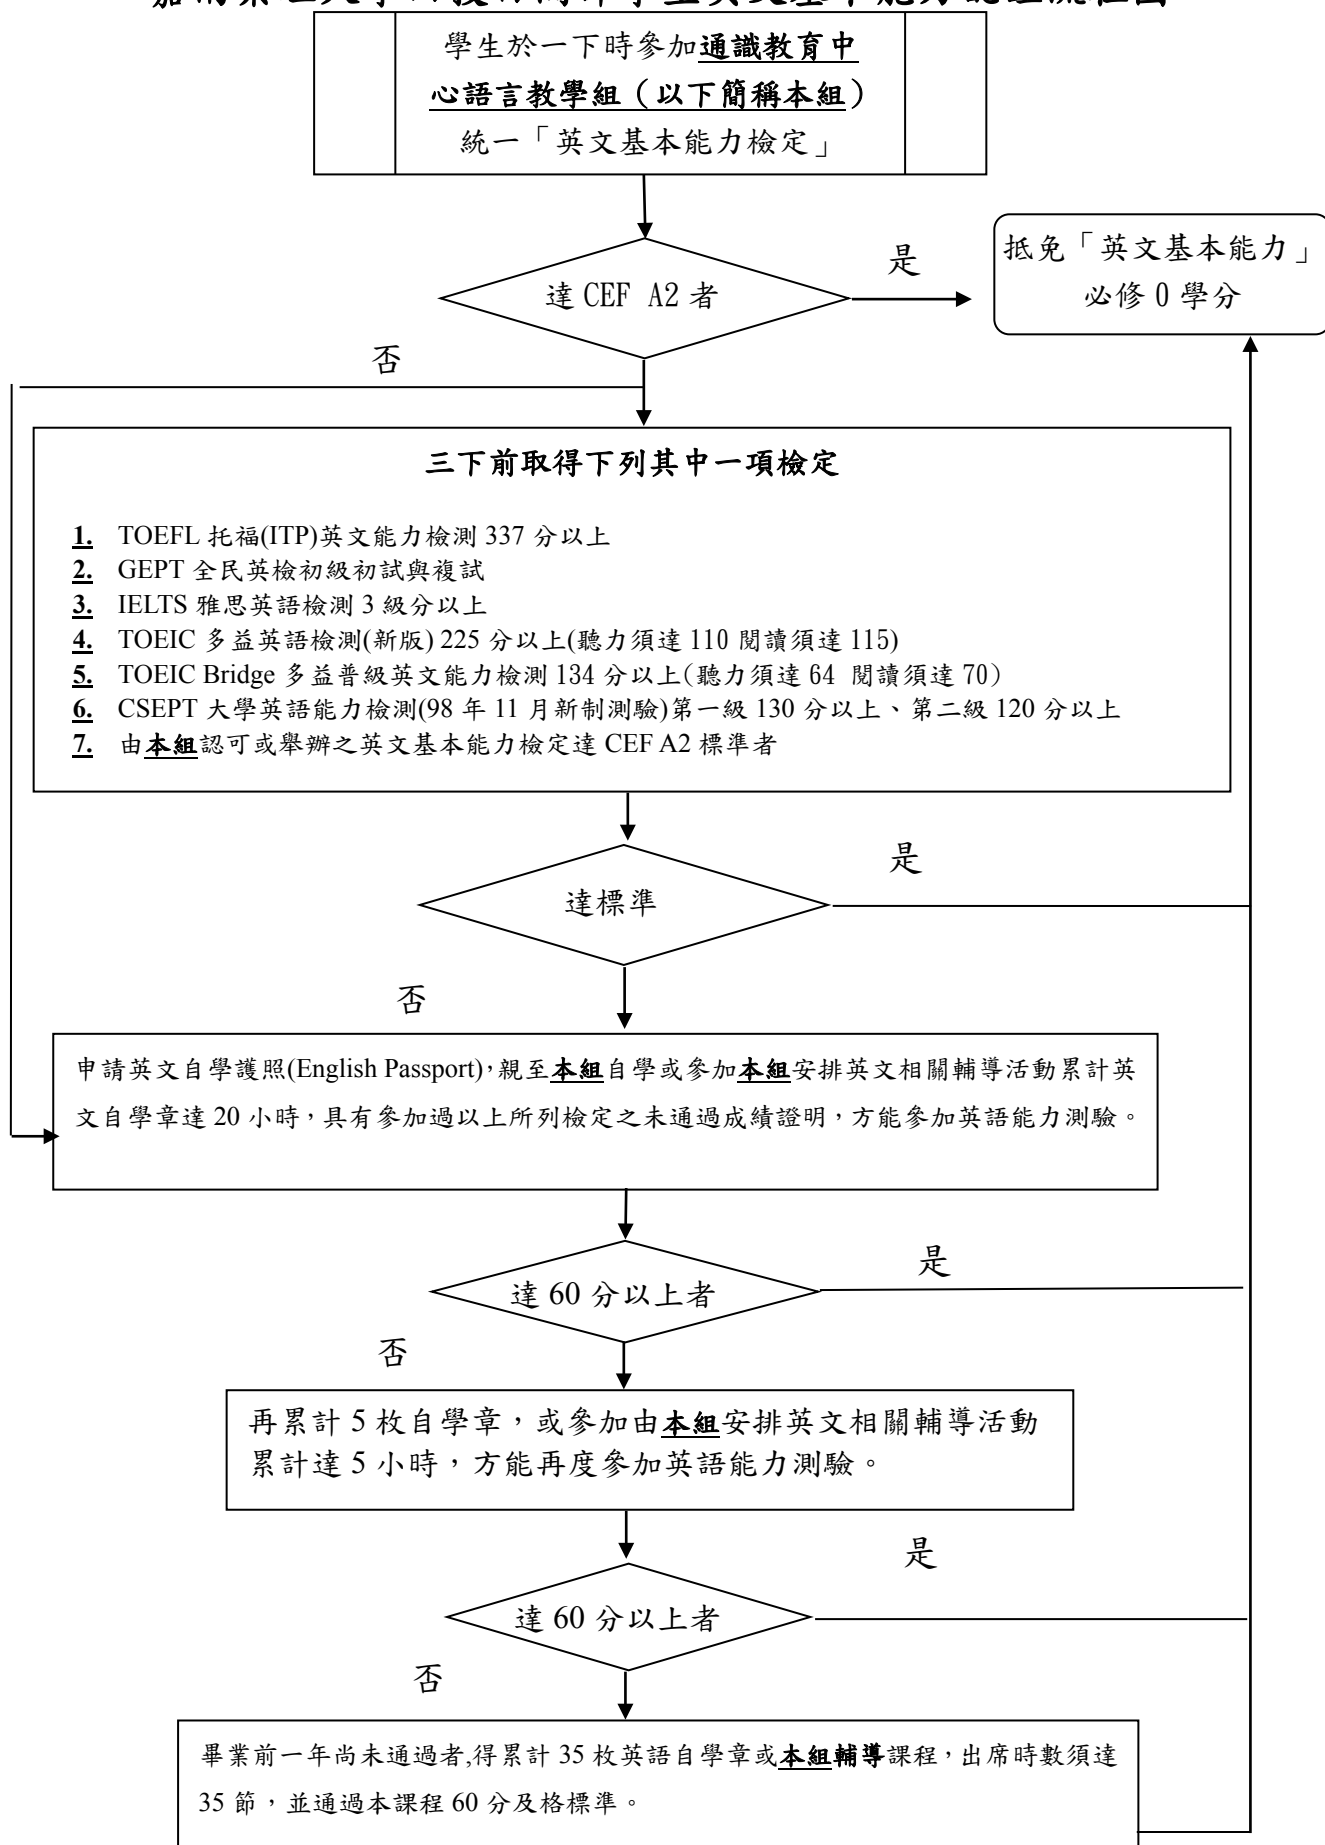 學生英文基本能力處理流程圖
學生於一下時參加通識教育中
心語言教學組（以下簡稱本組）
統一「英文基本能力檢定」
達 CEF A2 者
是
抵免「英文基本能力」
必修 0 學分
否
三下前取得下列其中一項檢定
1. TOEFL 托福(ITP)英文能力檢測 337 分以上
2. GEPT 全民英檢初級初試與複試
3. IELTS 雅思英語檢測 3 級分以上
4. TOEIC 多益英語檢測(新版) 225 分以上(聽力須達 110 閱讀須達 115)
5. TOEIC Bridge 多益普級英文能力檢測 134 分以上(聽力須達 64 閱讀須達 70)
6. CSEPT 大學英語能力檢測(98 年 11 月新制測驗)第一級 130 分以上、第二級 120 分以上
7. 由本組認可或舉辦之英文基本能力檢定達 CEF A2 標準者
達標準
是
否
申請英文自學護照(English Passport)，親至本組自學或參加本組安排英文相關輔導活動累計英
文自學章達 20 小時，具有參加過以上所列檢定之未通過成績證明，方能參加英語能力測驗。
達 60 分以上者
是
否
再累計 5 枚自學章，或參加由本組安排英文相關輔導活動
累計達 5 小時，方能再度參加英語能力測驗。
達 60 分以上者
是
否
畢業前一年尚未通過者,得累計 35 枚英語自學章或本組輔導課程，出席時數須達
35 節，並通過本課程 60 分及格標準。